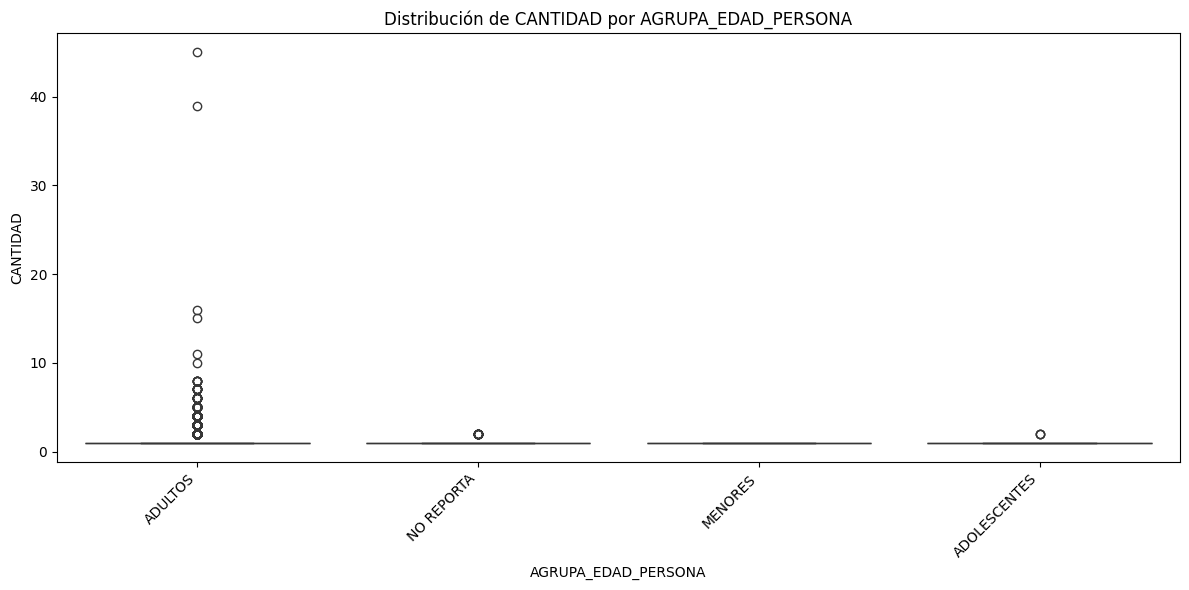 Distribución de CANTIDAD por AGRUPA_EDAD_PERSONA
CANTIDAD
40
30
20
10
0
ADULTOS
NO REPORTA
MENORES
ADOLESCENTES
AGRUPA_EDAD_PERSONA